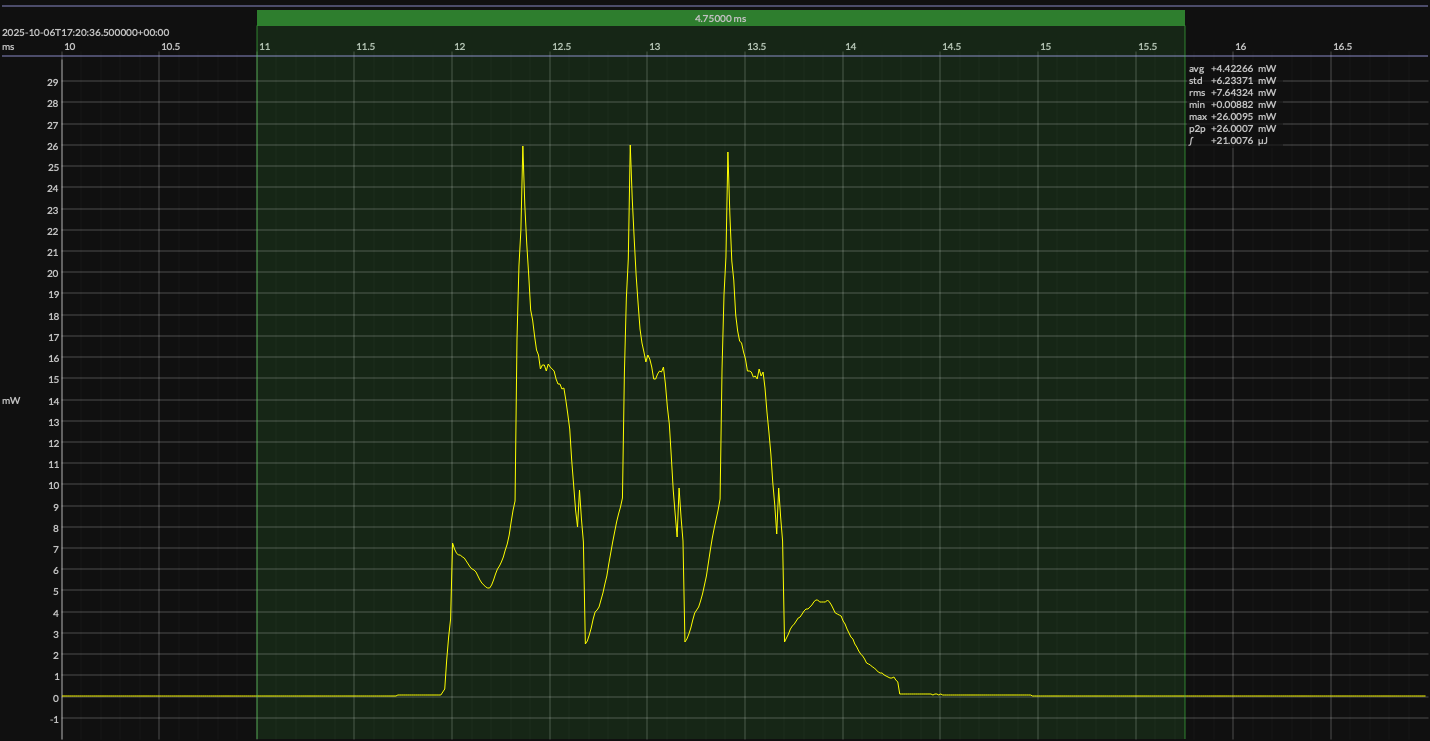 4.75000 ms
2025-10-06T17:20:36.500000+00:00
ms 10 10.5 11 11.5 12 12.5 13 13.5 14 14.5 15 15.5 16 16.5
avg +4.42266 mW
std +6.23371 mW
rms +7.64324 mW
min +0.00882 mW
max +26.0095 mW
p2p +26.0007 mW
∫ +21.0076 µJ
29
28
27
26
25
24
23
22
21
20
19
18
17
16
15
mW 14
13
12
11
10
9
8
7
6
5
4
3
2
1
0
-1